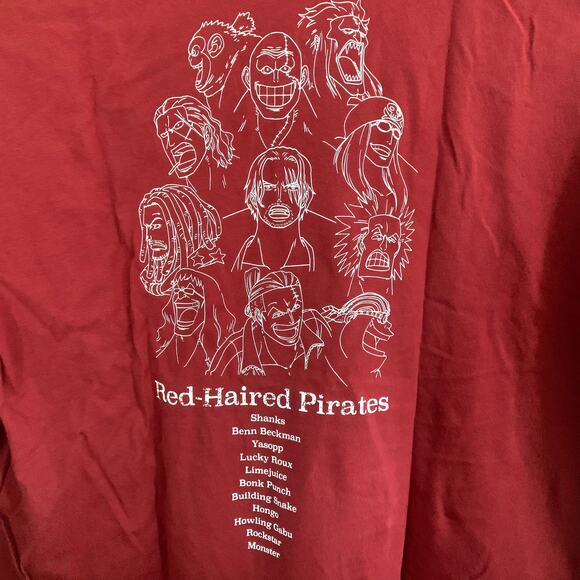 Red-Haired Pirates
Shanks
Benn Beckman
Yasopp
Lucky Roux
Limejuice
Bonk Punch
Building Snake
Hongo
Howling Gabu
Rockstar
Monster